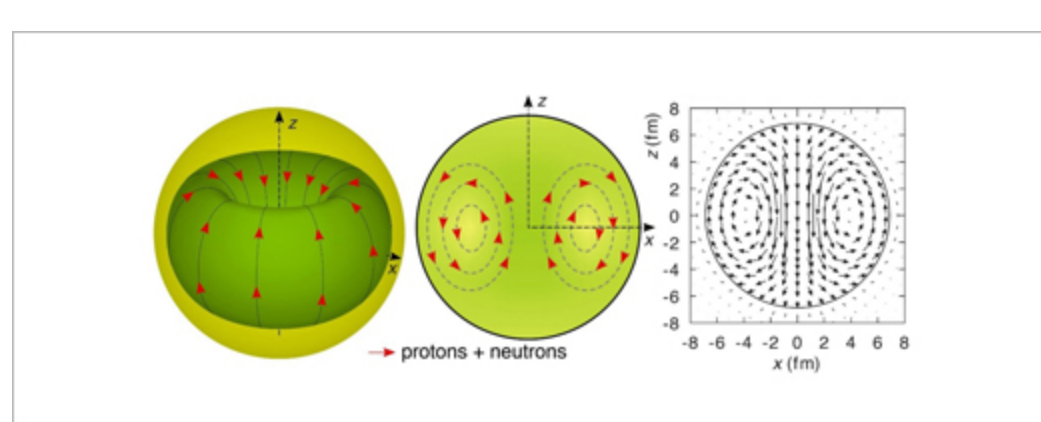 z
x
z
x
→ protons + neutrons
z (fm)
8
6
4
2
0
-2
-4
-6
-8
-8 -6 -4 -2 0 2 4 6 8
x (fm)